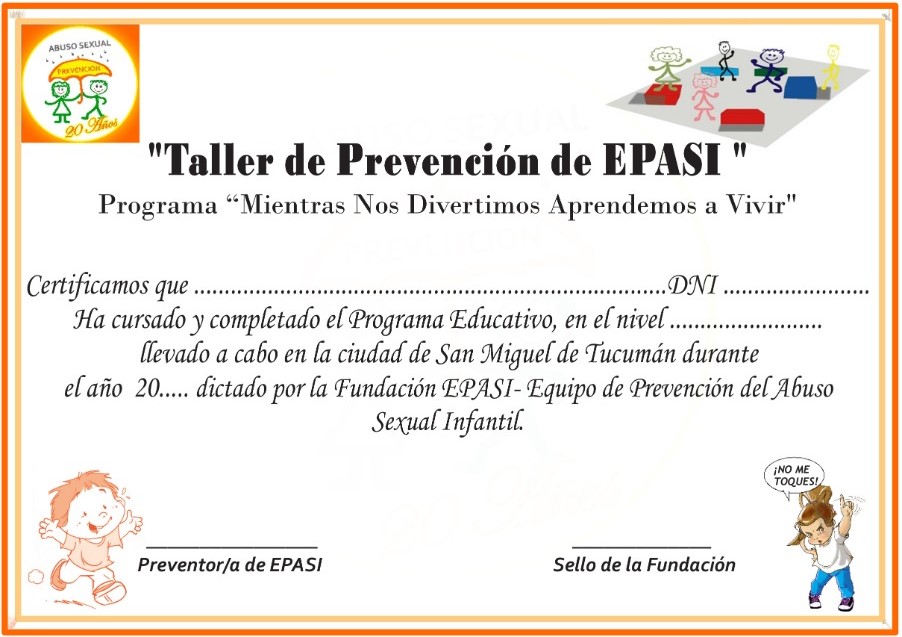 ABUSO SEXUAL
PREVENCIÓN
20 Años
"Taller de Prevención de EPASI "
Programa “Mientras Nos Divertimos Aprendemos a Vivir"
Certificamos que .............................................................................DNI ........................
Ha cursado y completado el Programa Educativo, en el nivel .........................
llevado a cabo en la ciudad de San Miguel de Tucumán durante
el año 20..... dictado por la Fundación EPASI- Equipo de Prevención del Abuso
Sexual Infantil.
¡NO ME
TOQUES!
Preventor/a de EPASI
Sello de la Fundación